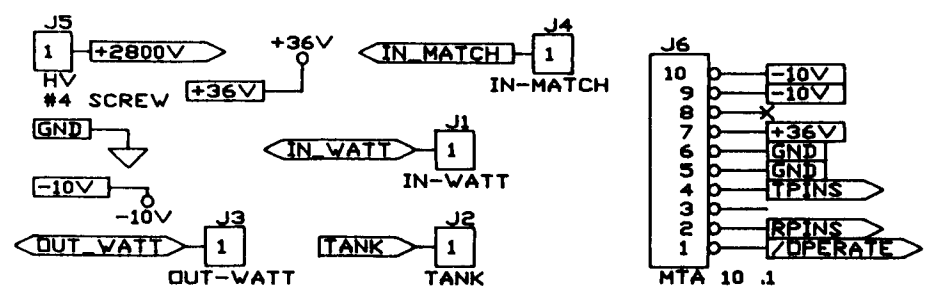 J5
1
+2800V
HV
#4 SCREW
+36V
+36V
IN_MATCH
J4
1
IN-MATCH
GND
IN_WATT
J1
1
IN-WATT
-10V
-10V
OUT_WATT
J3
1
OUT-WATT
TANK
J2
1
TANK
J6
10 -10V
9 -10V
8
7 +36V
6 GND
5 GND
4 TPINS
3
2 RPINS
1 /OPERATE
MTA 10 .1